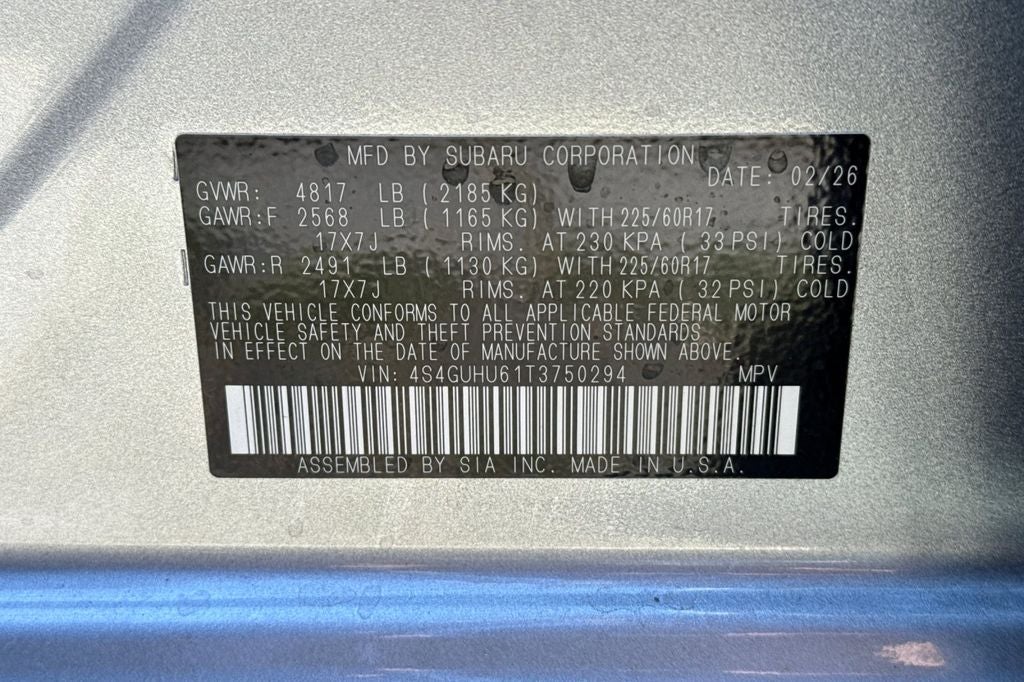 MFD BY SUBARU CORPORATION
DATE: 02/26
GVWR: 4817 LB ( 2185 KG)
GAWR:F 2568 LB ( 1165 KG) WITH 225/60R17 TIRES.
17X7J RIMS. AT 230 KPA ( 33 PSI) COLD
GAWR:R 2491 LB ( 1130 KG) WITH 225/60R17 TIRES.
17X7J RIMS. AT 220 KPA ( 32 PSI) COLD
THIS VEHICLE CONFORMS TO ALL APPLICABLE FEDERAL MOTOR
VEHICLE SAFETY AND THEFT PREVENTION STANDARDS
IN EFFECT ON THE DATE OF MANUFACTURE SHOWN ABOVE.
VIN: 4S4GUHU61T3750294 MPV
ASSEMBLED BY SIA INC. MADE IN U.S.A.